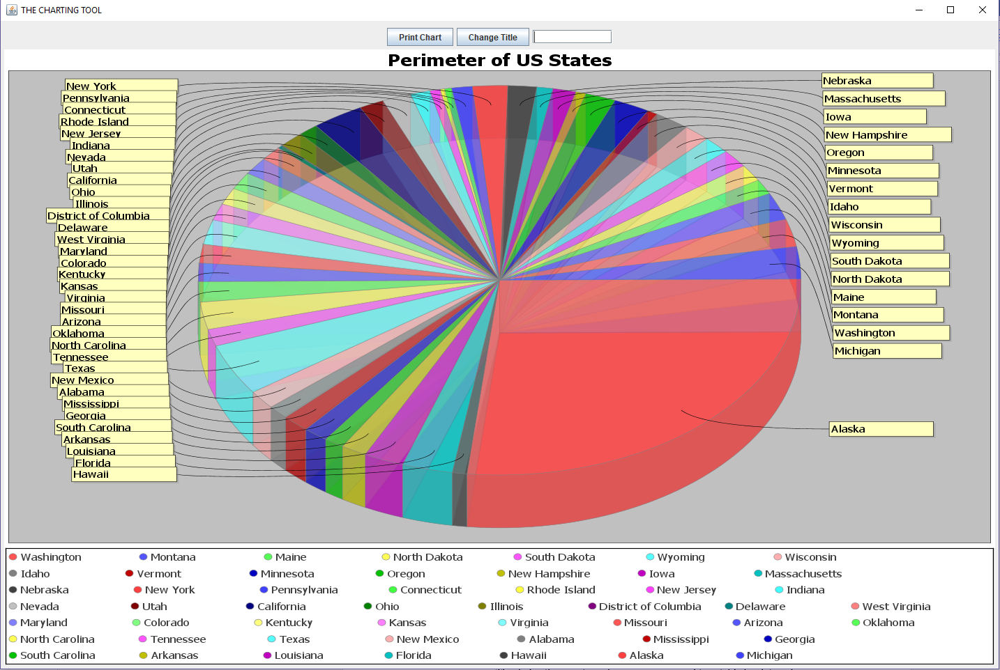 THE CHARTING TOOL
Print Chart Change Title
Perimeter of US States
New York
Pennsylvania
Connecticut
Rhode Island
New Jersey
Indiana
Nevada
Utah
California
Ohio
Illinois
District of Columbia
Delaware
West Virginia
Maryland
Colorado
Kentucky
Kansas
Virginia
Missouri
Arizona
Oklahoma
North Carolina
Tennessee
Texas
New Mexico
Alabama
Mississippi
Georgia
South Carolina
Arkansas
Louisiana
Florida
Hawaii
Nebraska
Massachusetts
Iowa
New Hampshire
Oregon
Minnesota
Vermont
Idaho
Wisconsin
Wyoming
South Dakota
North Dakota
Maine
Montana
Washington
Michigan
Alaska
Washington Montana Maine North Dakota South Dakota Wyoming Wisconsin
Idaho Vermont Minnesota Oregon New Hampshire Iowa Massachusetts
Nebraska New York Pennsylvania Connecticut Rhode Island New Jersey Indiana
Nevada Utah California Ohio Illinois District of Columbia Delaware West Virginia
Maryland Colorado Kentucky Kansas Virginia Missouri Arizona Oklahoma
North Carolina Tennessee Texas New Mexico Alabama Mississippi Georgia
South Carolina Arkansas Louisiana Florida Hawaii Alaska Michigan